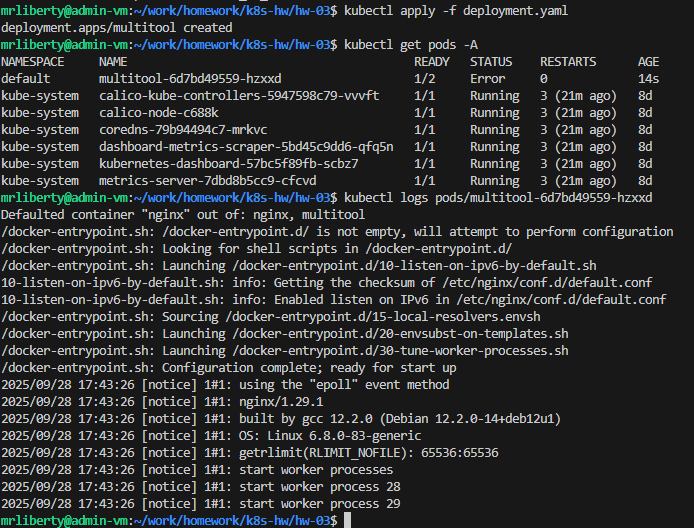 mrliberty@admin-vm:~/work/homework/k8s-hw/hw-03$ kubectl apply -f deployment.yaml
deployment.apps/multitool created
mrliberty@admin-vm:~/work/homework/k8s-hw/hw-03$ kubectl get pods -A
NAMESPACE     NAME                                         READY   STATUS    RESTARTS      AGE
default       multitool-6d7bd49559-hzxxd                   1/2     Error     0             14s
kube-system   calico-kube-controllers-5947598c79-vvvft     1/1     Running   3 (21m ago)   8d
kube-system   calico-node-c688k                            1/1     Running   3 (21m ago)   8d
kube-system   coredns-79b94494c7-mrkvc                     1/1     Running   3 (21m ago)   8d
kube-system   dashboard-metrics-scraper-5bd45c9dd6-qfq5n   1/1     Running   3 (21m ago)   8d
kube-system   kubernetes-dashboard-57bc5f89fb-scbz7        1/1     Running   3 (21m ago)   8d
kube-system   metrics-server-7dbd8b5cc9-cfcvd              1/1     Running   3 (21m ago)   8d
mrliberty@admin-vm:~/work/homework/k8s-hw/hw-03$ kubectl logs pods/multitool-6d7bd49559-hzxxd
Defaulted container "nginx" out of: nginx, multitool
/docker-entrypoint.sh: /docker-entrypoint.d/ is not empty, will attempt to perform configuration
/docker-entrypoint.sh: Looking for shell scripts in /docker-entrypoint.d/
/docker-entrypoint.sh: Launching /docker-entrypoint.d/10-listen-on-ipv6-by-default.sh
10-listen-on-ipv6-by-default.sh: info: Getting the checksum of /etc/nginx/conf.d/default.conf
10-listen-on-ipv6-by-default.sh: info: Enabled listen on IPv6 in /etc/nginx/conf.d/default.conf
/docker-entrypoint.sh: Sourcing /docker-entrypoint.d/15-local-resolvers.envsh
/docker-entrypoint.sh: Launching /docker-entrypoint.d/20-envsubst-on-templates.sh
/docker-entrypoint.sh: Launching /docker-entrypoint.d/30-tune-worker-processes.sh
/docker-entrypoint.sh: Configuration complete; ready for start up
2025/09/28 17:43:26 [notice] 1#1: using the "epoll" event method
2025/09/28 17:43:26 [notice] 1#1: nginx/1.29.1
2025/09/28 17:43:26 [notice] 1#1: built by gcc 12.2.0 (Debian 12.2.0-14+deb12u1)
2025/09/28 17:43:26 [notice] 1#1: OS: Linux 6.8.0-83-generic
2025/09/28 17:43:26 [notice] 1#1: getrlimit(RLIMIT_NOFILE): 65536:65536
2025/09/28 17:43:26 [notice] 1#1: start worker processes
2025/09/28 17:43:26 [notice] 1#1: start worker process 28
2025/09/28 17:43:26 [notice] 1#1: start worker process 29
mrliberty@admin-vm:~/work/homework/k8s-hw/hw-03$